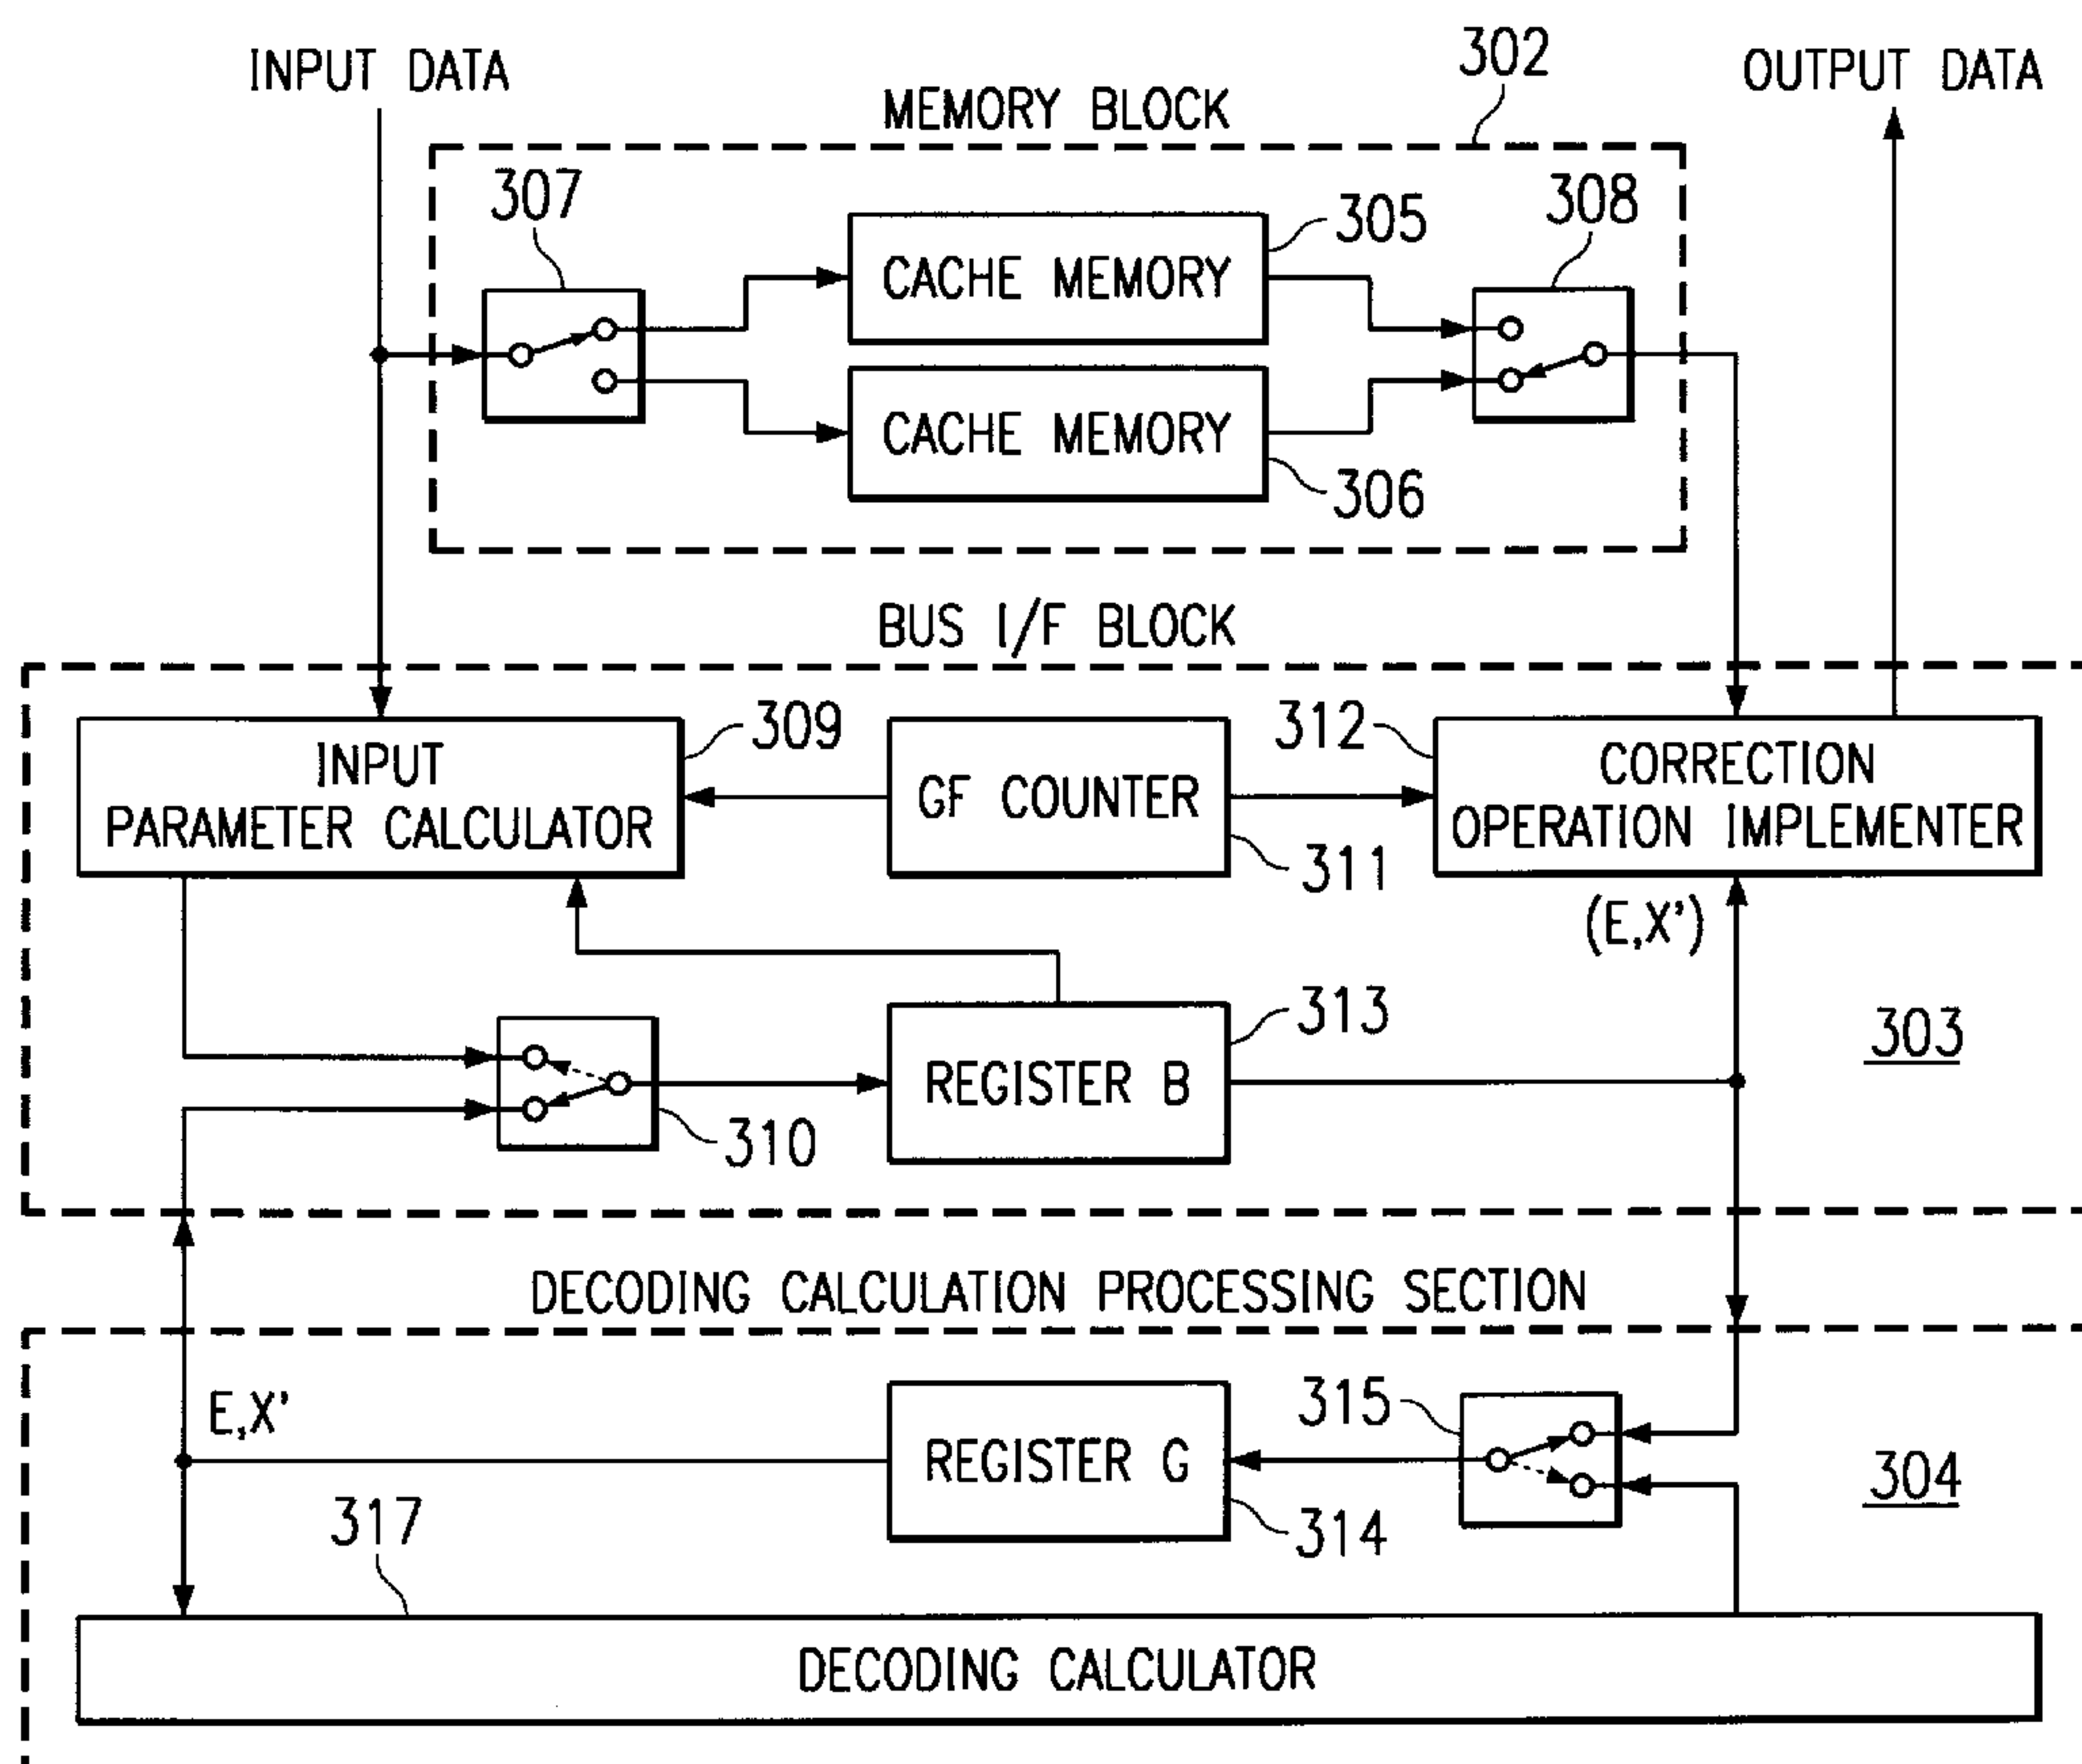 INPUT DATA
302
OUTPUT DATA
MEMORY BLOCK
307
305
308
CACHE MEMORY
CACHE MEMORY
306
BUS I/F BLOCK
309
312
INPUT
PARAMETER CALCULATOR
GF COUNTER
CORRECTION
OPERATION IMPLEMENTER
311
(E,X')
313
303
REGISTER B
310
DECODING CALCULATION PROCESSING SECTION
E,X'
315
REGISTER G
304
317
314
DECODING CALCULATOR